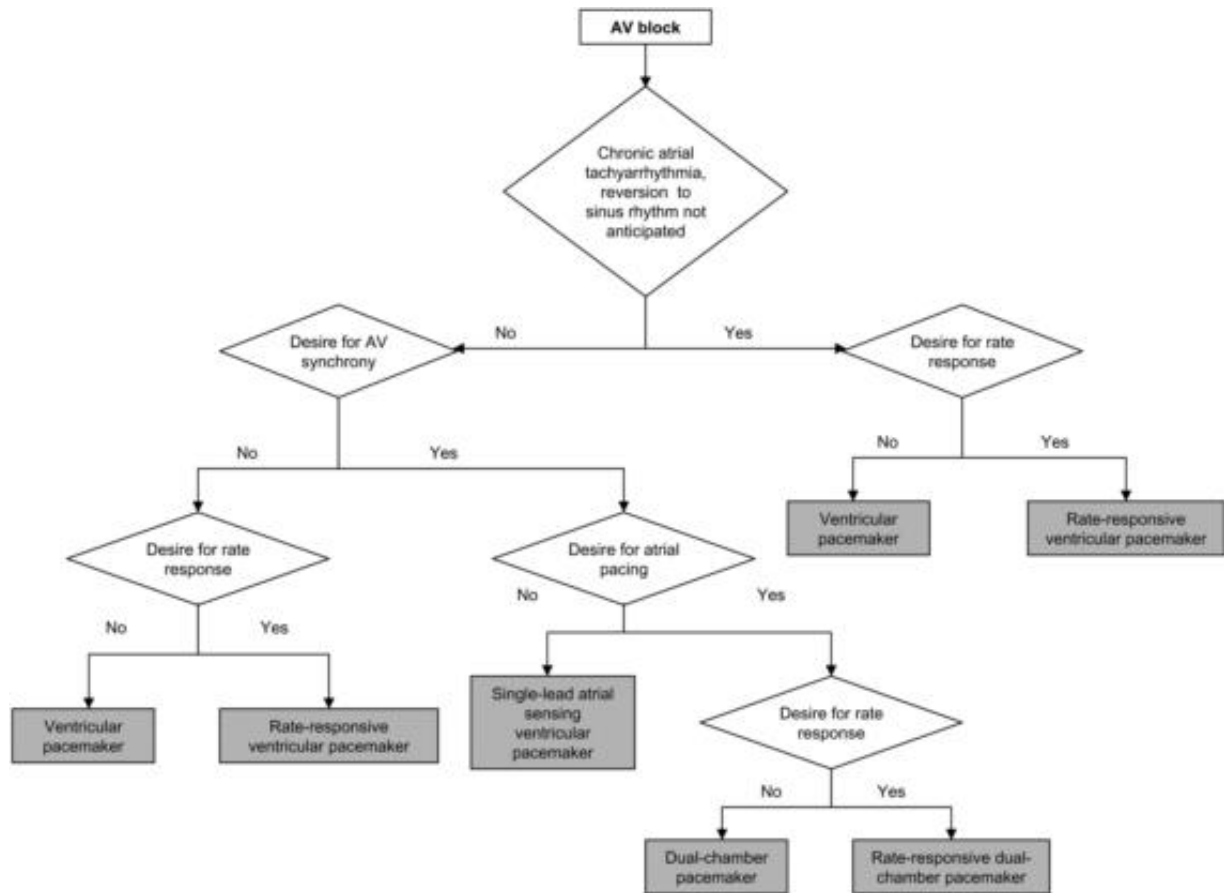 AV block
Chronic atrial
tachyarrhythmia,
reversion to
sinus rhythm not
anticipated
No
Yes
Desire for AV
synchrony
Desire for rate
response
No
Yes
No
Yes
Ventricular
pacemaker
Rate-responsive
ventricular pacemaker
Desire for rate
response
Desire for atrial
pacing
No
Yes
No
Yes
Ventricular
pacemaker
Rate-responsive
ventricular pacemaker
Single-lead atrial
sensing
ventricular
pacemaker
Desire for rate
response
No
Yes
Dual-chamber
pacemaker
Rate-responsive dual-
chamber pacemaker